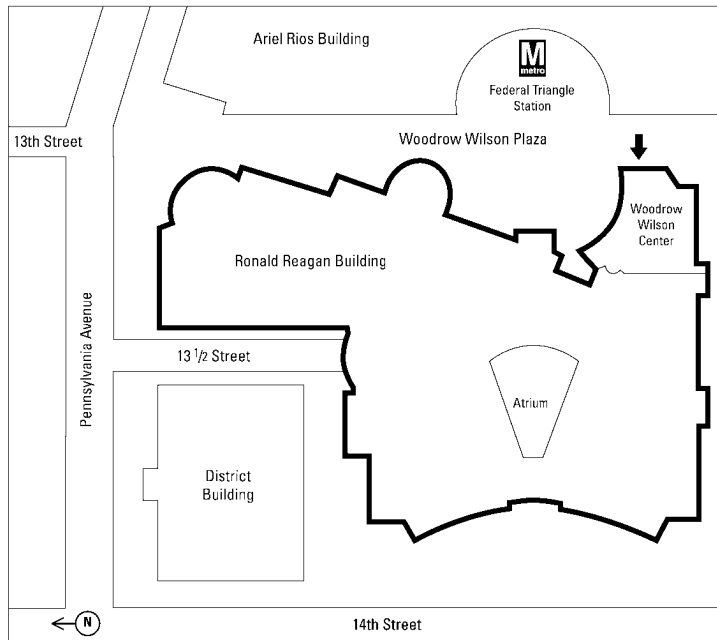 Ariel Rios Building
M
metro
Federal Triangle
Station
13th Street
Woodrow Wilson Plaza
Woodrow
Wilson
Center
Ronald Reagan Building
Pennsylvania Avenue
13 1/2 Street
Atrium
District
Building
N
14th Street